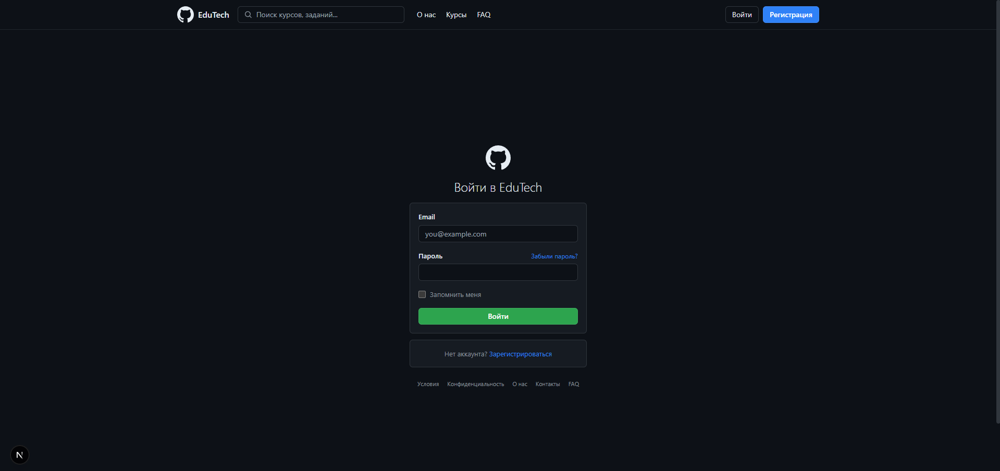 EduTech
Поиск курсов, заданий...
О нас
Курсы
FAQ
Войти
Регистрация
Войти в EduTech
Email
you@example.com
Пароль
Забыли пароль?
Запомнить меня
Войти
Нет аккаунта? Зарегистрироваться
Условия
Конфиденциальность
О нас
Контакты
FAQ
N